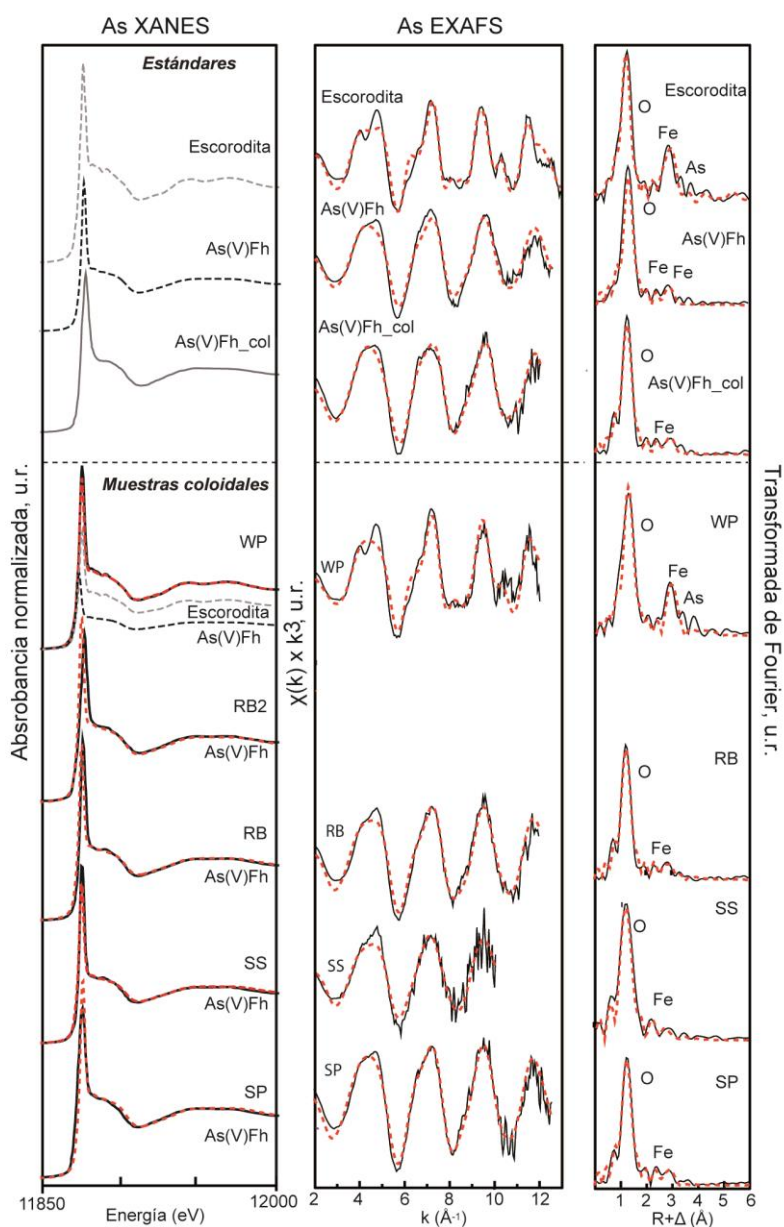 As XANES
As EXAFS
Estándares
Escorodita
As(V)Fh
As(V)Fh_col
Muestras coloidales
WP
Escorodita
As(V)Fh
RB2
As(V)Fh
RB
As(V)Fh
SS
As(V)Fh
SP
As(V)Fh
Absrobancia normalizada, u.r.
11850
12000
Energía (eV)
Escorodita
As(V)Fh
As(V)Fh_col
WP
RB
SS
SP
χ(k) x k3, u.r.
2
4
6
8
10
12
k (Å-1)
Escorodita
O
Fe
As
O
As(V)Fh
Fe Fe
O
As(V)Fh_col
Fe
WP
O
Fe
As
RB
O
Fe
SS
O
Fe
SP
O
Fe
Transformada de Fourier, u.r.
1
2
3
4
5
6
R+Δ (Å)